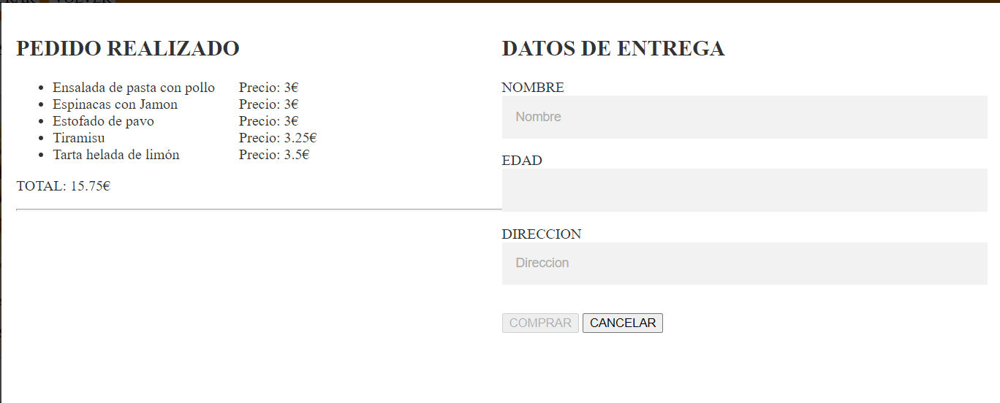 PEDIDO REALIZADO
Ensalada de pasta con pollo Precio: 3€
Espinacas con Jamon Precio: 3€
Estofado de pavo Precio: 3€
Tiramisu Precio: 3.25€
Tarta helada de limón Precio: 3.5€
TOTAL: 15.75€
DATOS DE ENTREGA
NOMBRE
Nombre
EDAD
DIRECCION
Direccion
COMPRAR CANCELAR